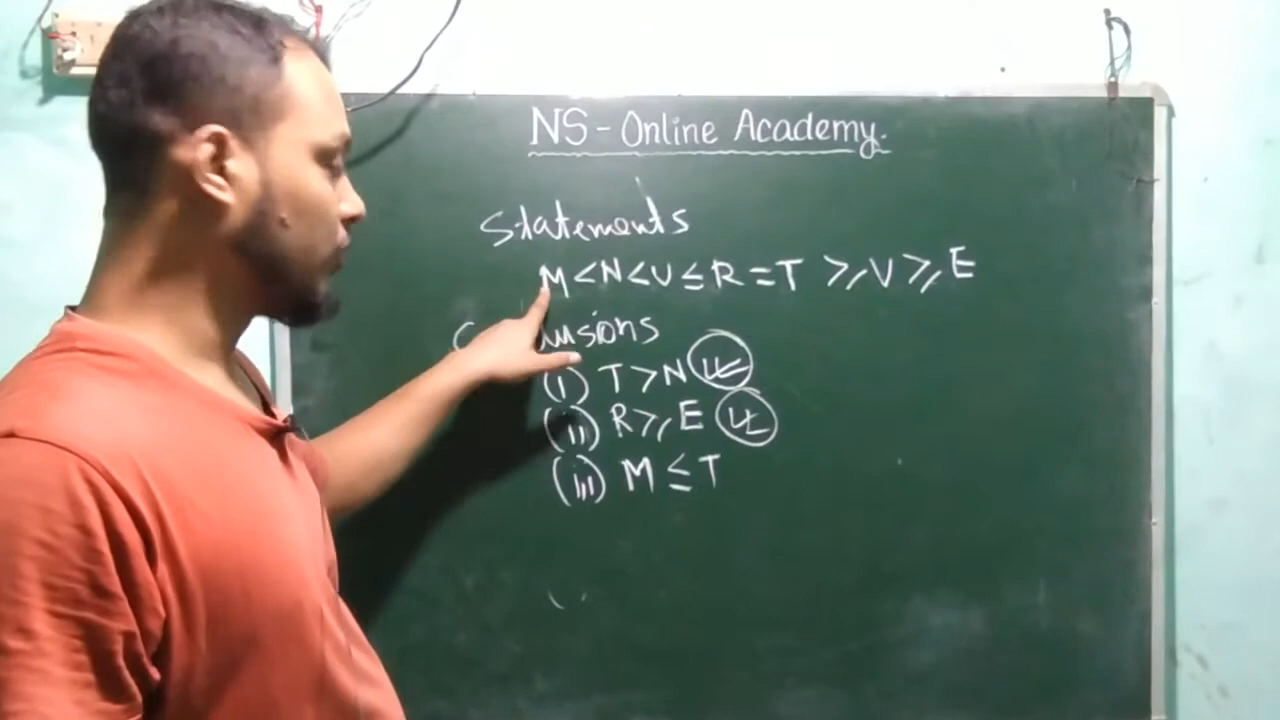 NS - Online Academy.
Statements
M < N < U ≤ R = T ≥ V ≥ E
(i) T > N
(ii) R ≥ E
(iii) M ≤ T